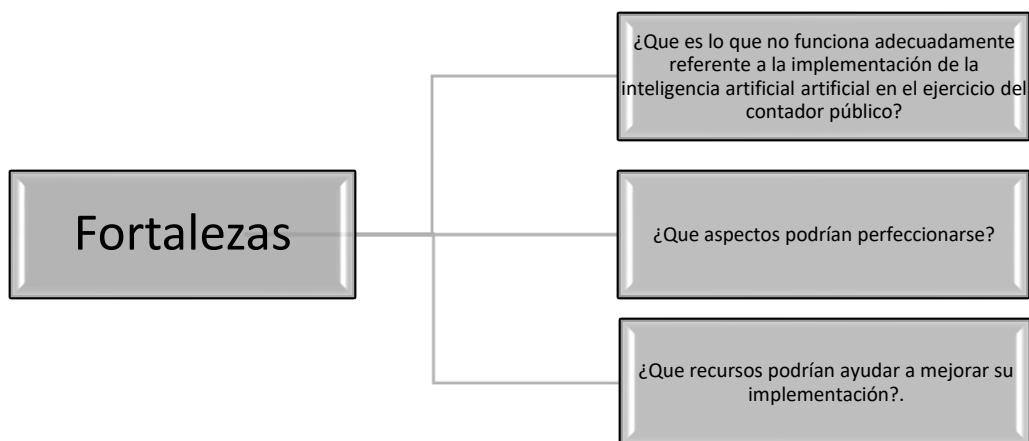 Fortalezas
¿Que es lo que no funciona adecuadamente
referente a la implementación de la
inteligencia artificial artificial en el ejercicio del
contador público?
¿Que aspectos podrían perfeccionarse?
¿Que recursos podrían ayudar a mejorar su
implementación?.